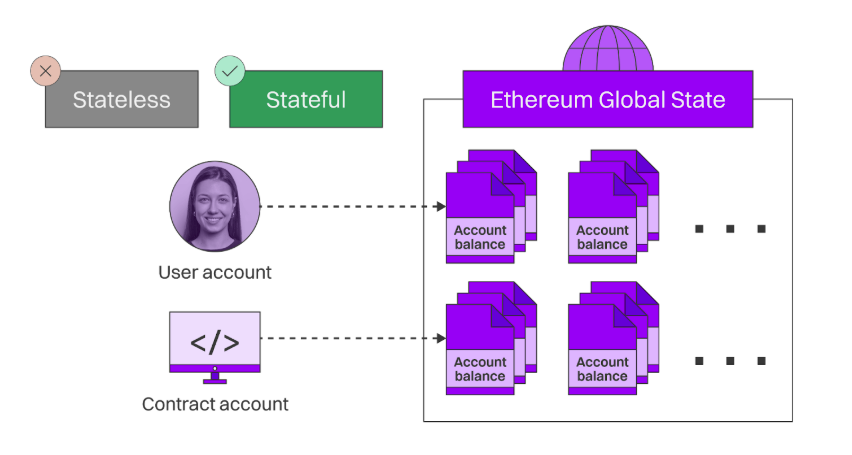 Stateless
Stateful
Ethereum Global State
Account
balance
Account
balance
User account
</>
Account
balance
Account
balance
Contract account